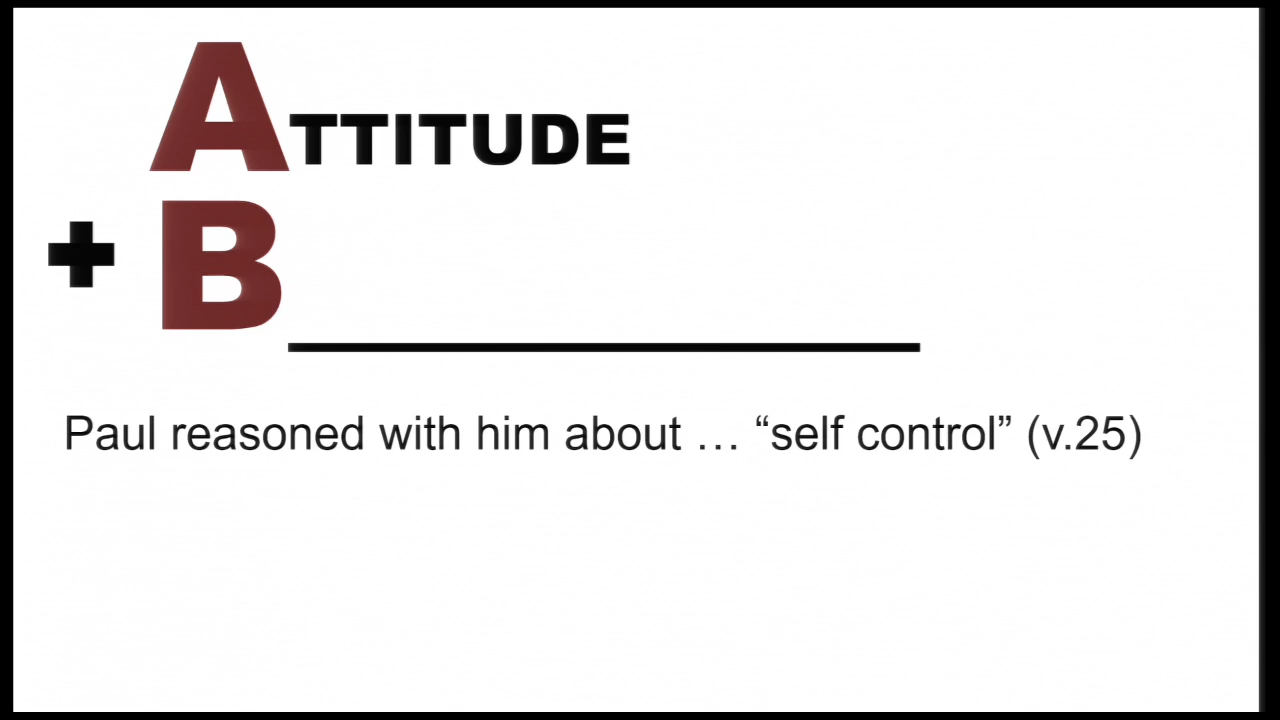 ATTITUDE
+ B
Paul reasoned with him about … “self control” (v.25)